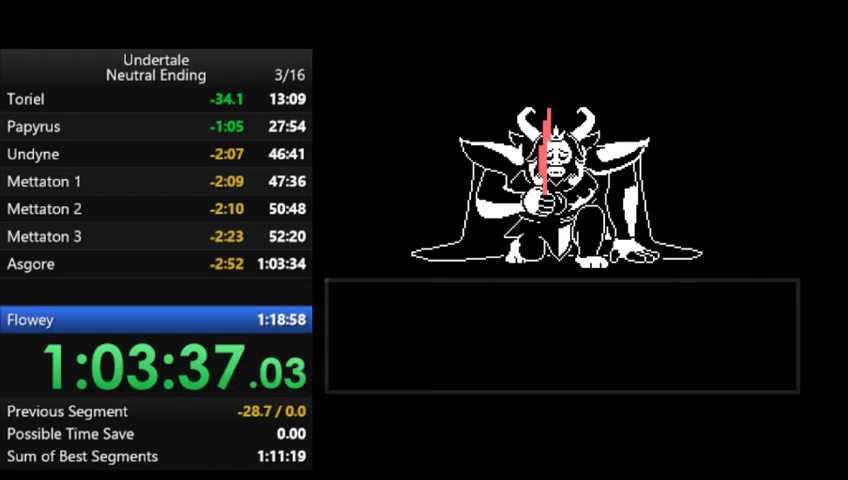 Undertale
Neutral Ending 3/16
Toriel -34.1 13:09
Papyrus -1:05 27:54
Undyne -2:07 46:41
Mettaton 1 -2:09 47:36
Mettaton 2 -2:10 50:48
Mettaton 3 -2:23 52:20
Asgore -2:52 1:03:34
Flowey 1:18:58
1:03:37.03
Previous Segment -28.7 / 0.0
Possible Time Save 0.00
Sum of Best Segments 1:11:19